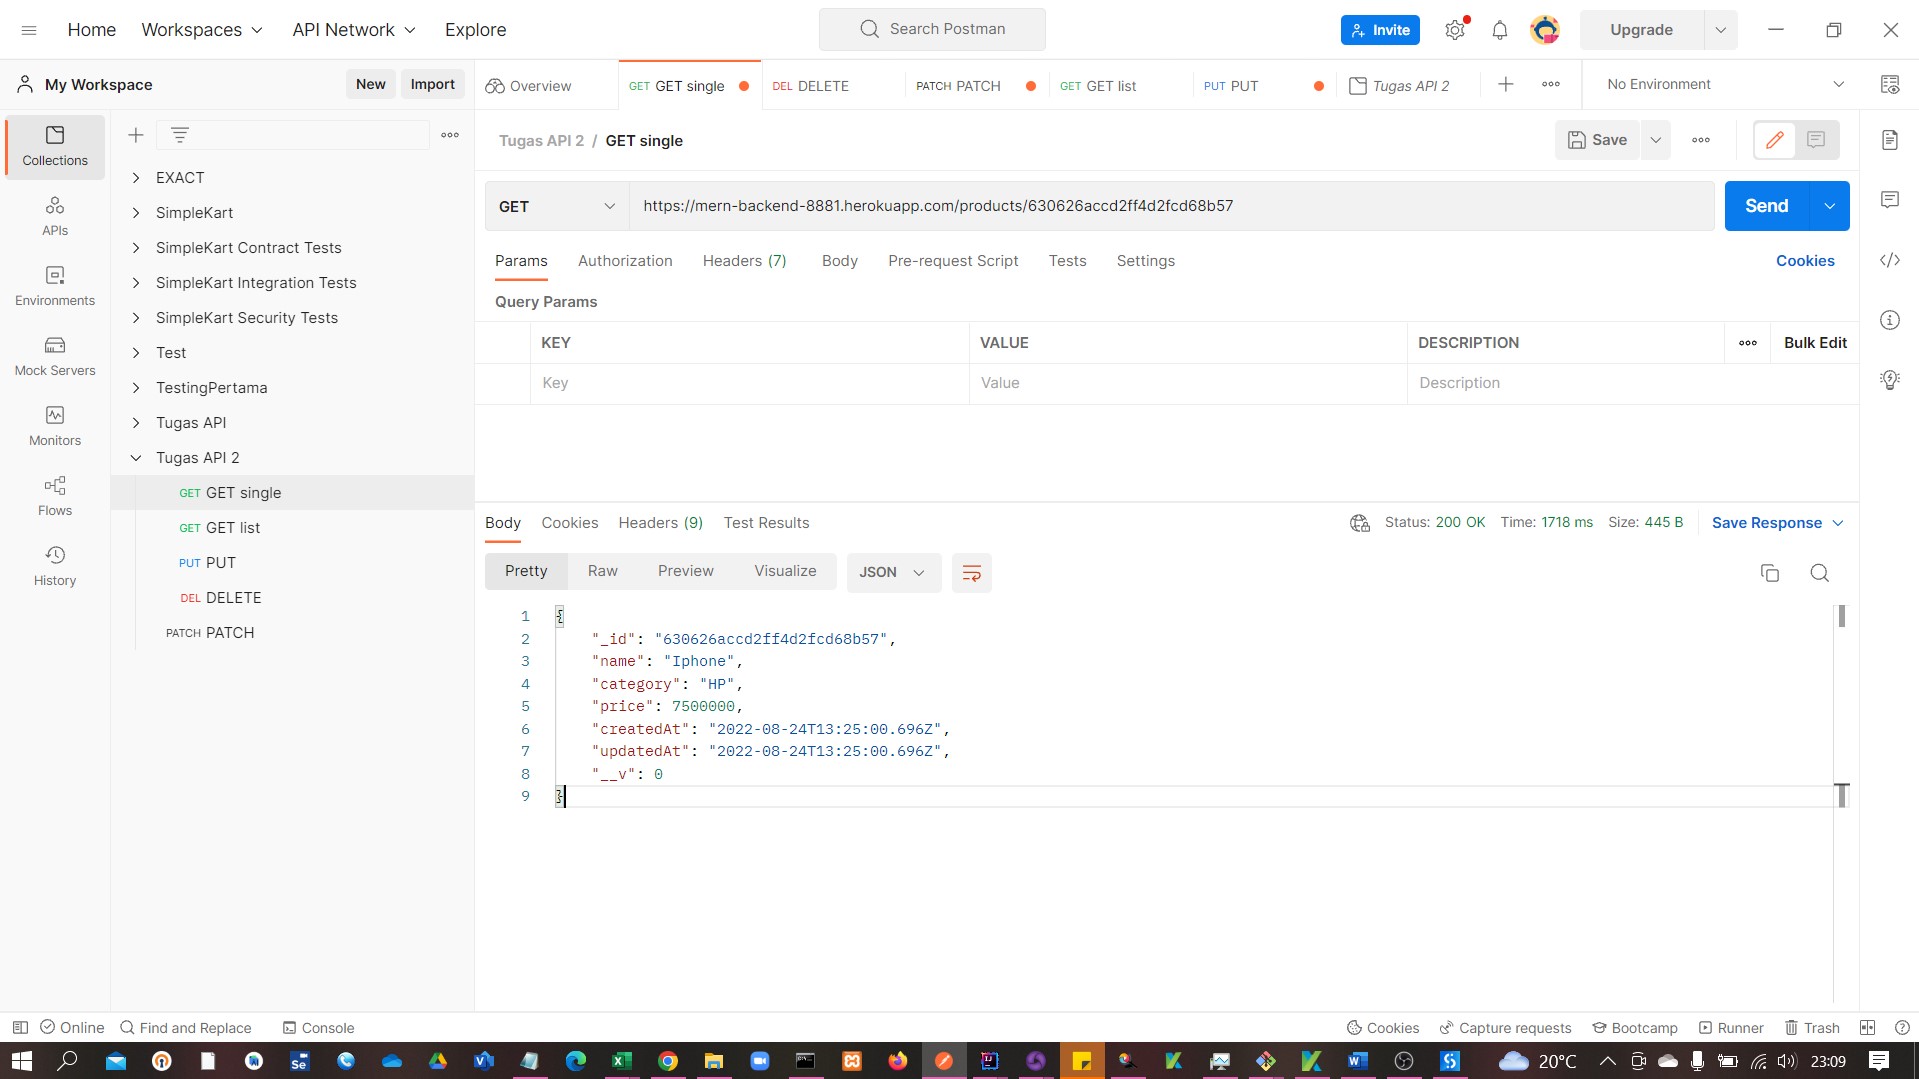 Home Workspaces API Network Explore Search Postman Invite Upgrade
My Workspace New Import Overview GET GET single DEL DELETE PATCH PATCH GET GET list PUT PUT Tugas API 2 No Environment
Tugas API 2 / GET single Save
Collections
APIs
Environments
Mock Servers
Monitors
Flows
History
EXACT
SimpleKart
SimpleKart Contract Tests
SimpleKart Integration Tests
SimpleKart Security Tests
Test
TestingPertama
Tugas API
Tugas API 2
GET GET single
GET GET list
PUT PUT
DEL DELETE
PATCH PATCH
GET https://mern-backend-8881.herokuapp.com/products/630626accd2ff4d2fcd68b57 Send
Params Authorization Headers (7) Body Pre-request Script Tests Settings Cookies
Query Params
KEY VALUE DESCRIPTION Bulk Edit
Key Value Description
Body Cookies Headers (9) Test Results Status: 200 OK Time: 1718 ms Size: 445 B Save Response
Pretty Raw Preview Visualize JSON
1 {
2 "_id": "630626accd2ff4d2fcd68b57",
3 "name": "Iphone",
4 "category": "HP",
5 "price": 7500000,
6 "createdAt": "2022-08-24T13:25:00.696Z",
7 "updatedAt": "2022-08-24T13:25:00.696Z",
8 "__v": 0
9 }
Online Find and Replace Console Cookies Capture requests Bootcamp Runner Trash
Se 20°C 23:09